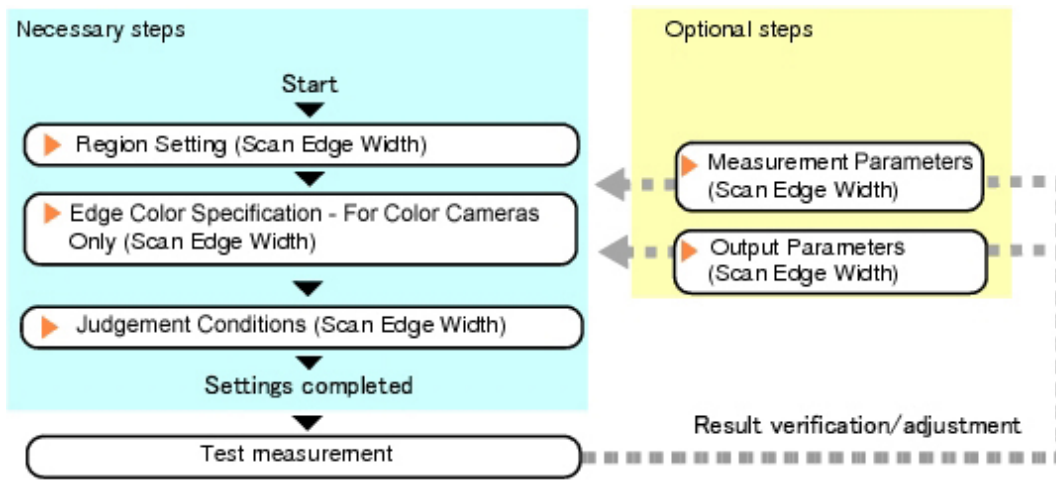 Necessary steps
Start
Region Setting (Scan Edge Width)
Edge Color Specification - For Color Cameras
Only (Scan Edge Width)
Judgement Conditions (Scan Edge Width)
Settings completed
Test measurement
Optional steps
Measurement Parameters
(Scan Edge Width)
Output Parameters
(Scan Edge Width)
Result verification/adjustment